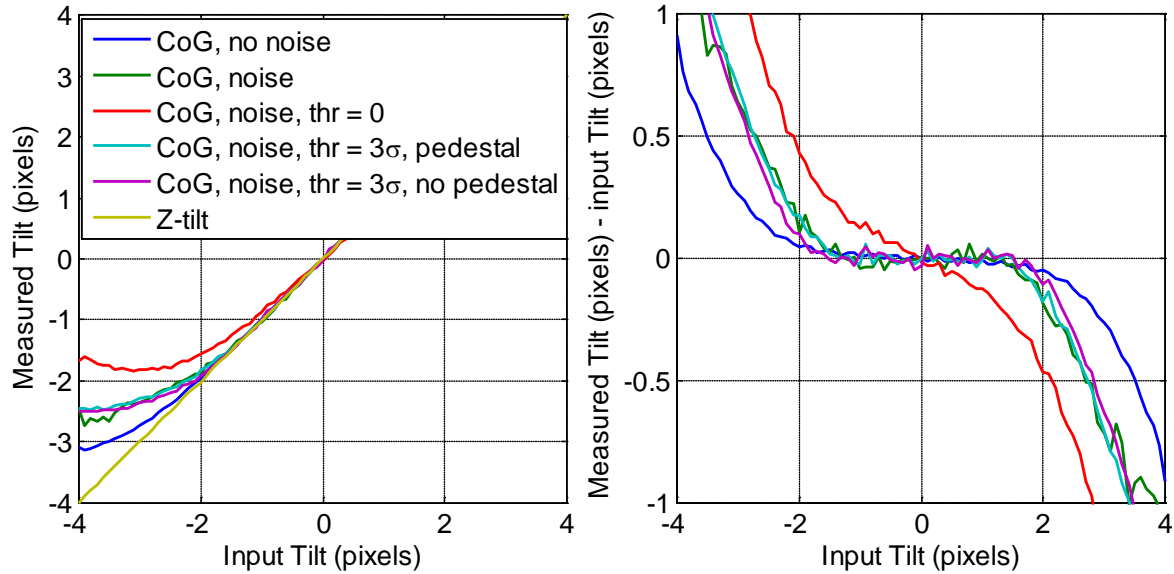 4
3
2
1
0
-1
-2
-3
-4
Measured Tilt (pixels)
CoG, no noise
CoG, noise
CoG, noise, thr = 0
CoG, noise, thr = 3σ, pedestal
CoG, noise, thr = 3σ, no pedestal
Z-tilt
-4 -2 0 2 4
Input Tilt (pixels)
1
0.5
0
-0.5
-1
Measured Tilt (pixels) - input Tilt (pixels)
-4 -2 0 2 4
Input Tilt (pixels)